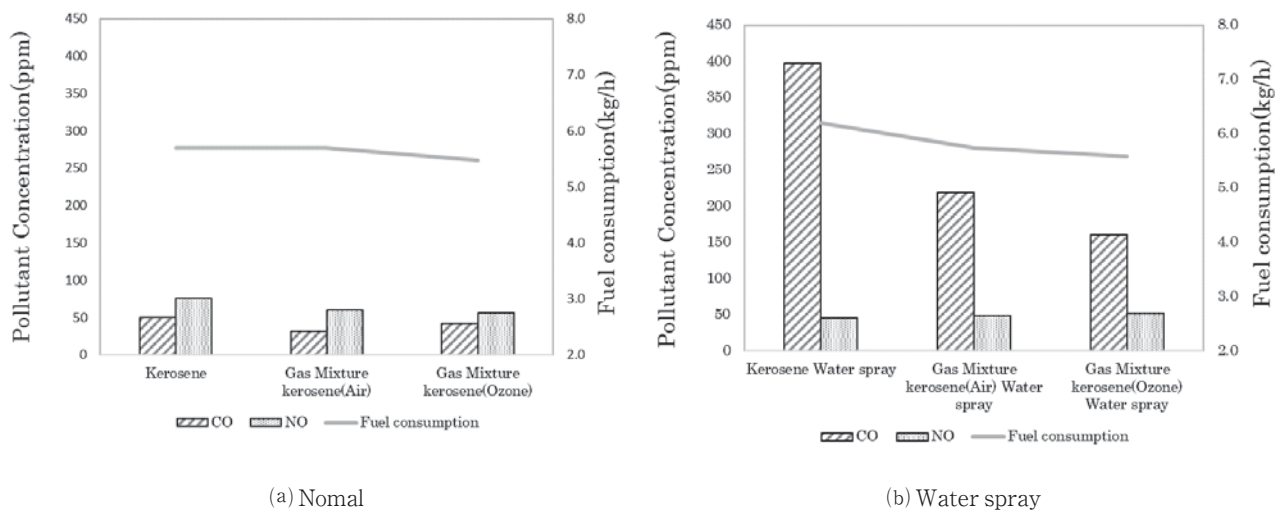 Pollutant Concentration(ppm)
450
400
350
300
250
200
150
100
50
0
8.0
7.0
6.0
5.0
4.0
3.0
2.0
Fuel consumption(kg/h)
Kerosene
Gas Mixture
kerosene(Air)
Gas Mixture
kerosene(Ozone)
CO NO Fuel consumption
(a) Nomal
Pollutant Concentration(ppm)
450
400
350
300
250
200
150
100
50
0
8.0
7.0
6.0
5.0
4.0
3.0
2.0
Fuel consumption(kg/h)
Kerosene Water spray
Gas Mixture
kerosene(Air) Water
spray
Gas Mixture
kerosene(Ozone)
Water spray
CO NO Fuel consumption
(b) Water spray